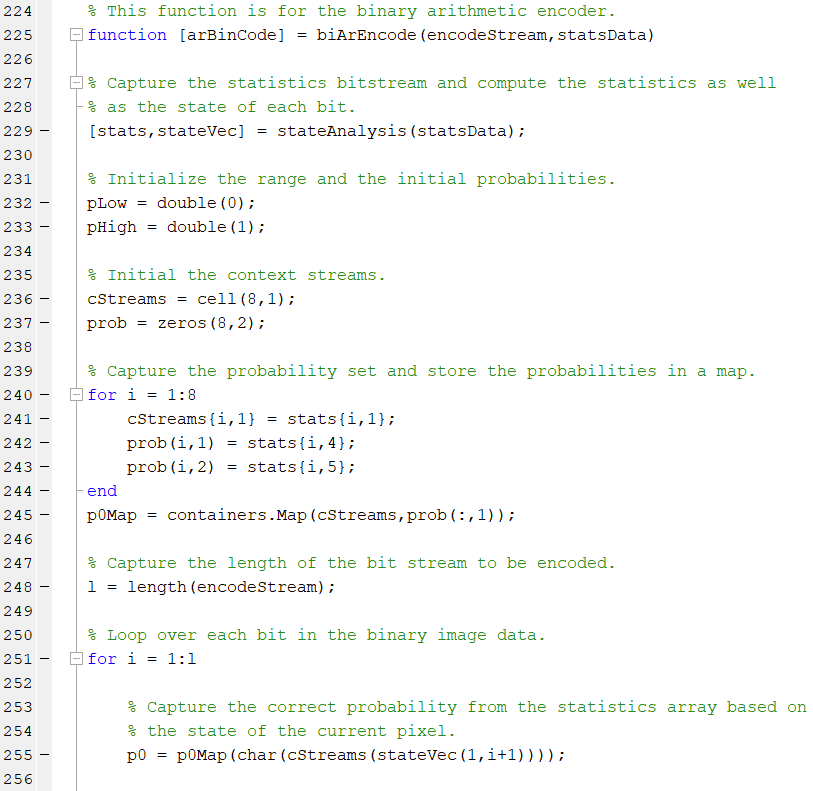 224 % This function is for the binary arithmetic encoder.
225 function [arBinCode] = biArEncode(encodeStream,statsData)
226
227 % Capture the statistics bitstream and compute the statistics as well
228 % as the state of each bit.
229 [stats,stateVec] = stateAnalysis(statsData);
230
231 % Initialize the range and the initial probabilities.
232 pLow = double(0);
233 pHigh = double(1);
234
235 % Initial the context streams.
236 cStreams = cell(8,1);
237 prob = zeros(8,2);
238
239 % Capture the probability set and store the probabilities in a map.
240 for i = 1:8
241 cStreams{i,1} = stats{i,1};
242 prob(i,1) = stats{i,4};
243 prob(i,2) = stats{i,5};
244 end
245 p0Map = containers.Map(cStreams,prob(:,1));
246
247 % Capture the length of the bit stream to be encoded.
248 l = length(encodeStream);
249
250 % Loop over each bit in the binary image data.
251 for i = 1:l
252
253 % Capture the correct probability from the statistics array based on
254 % the state of the current pixel.
255 p0 = p0Map(char(cStreams(stateVec(1,i+1))));
256